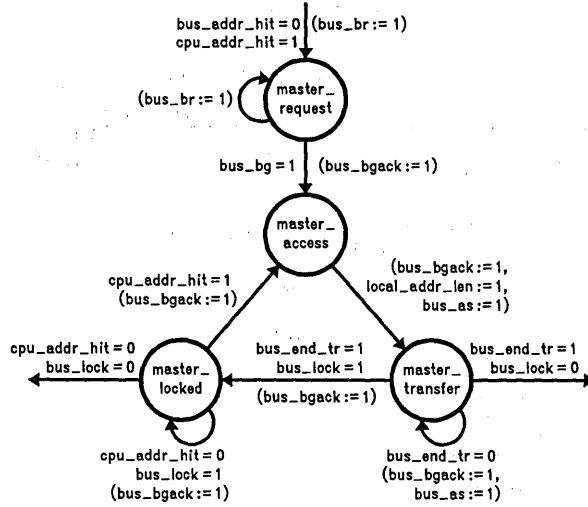 bus_addr_hit = 0 (bus_br := 1)
cpu_addr_hit = 1
(bus_br := 1)
master_
request
bus_bg = 1 (bus_bgack := 1)
master_
access
cpu_addr_hit = 1
(bus_bgack := 1)
(bus_bgack := 1,
local_addr_len := 1,
bus_as := 1)
cpu_addr_hit = 0
bus_lock = 0
master_
locked
bus_end_tr = 1
bus_lock = 1
(bus_bgack := 1)
master_
transfer
bus_end_tr = 1
bus_lock = 0
cpu_addr_hit = 0
bus_lock = 1
(bus_bgack := 1)
bus_end_tr = 0
(bus_bgack := 1,
bus_as := 1)